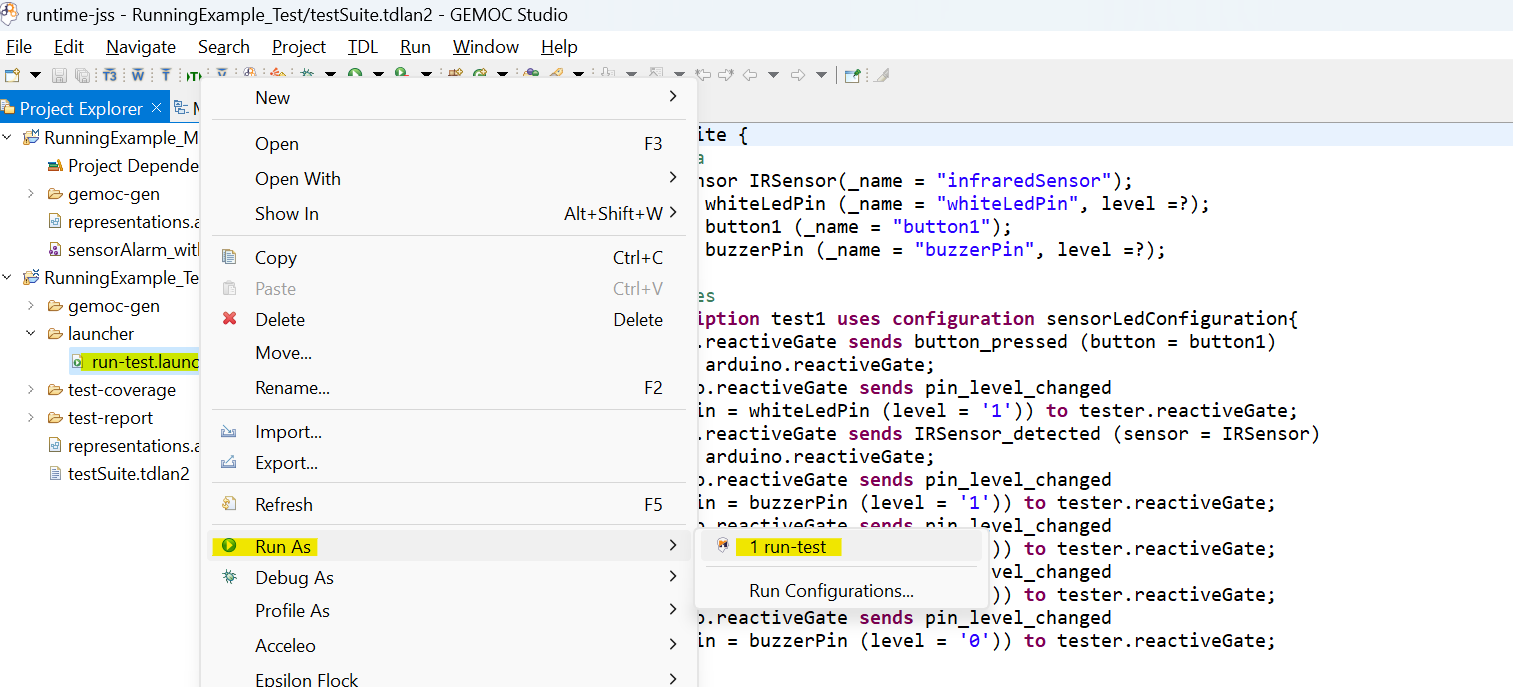 runtime-jss - RunningExample_Test/testSuite.tdlan2 - GEMOC Studio
File Edit Navigate Search Project TDL Run Window Help
T3 W T
Project Explorer
RunningExample_M
Project Depende
gemoc-gen
representations.a
sensorAlarm_wit
RunningExample_Te
gemoc-gen
launcher
run-test.launc
test-coverage
test-report
representations.a
testSuite.tdlan2
New
Open F3
Open With
Show In Alt+Shift+W
Copy Ctrl+C
Paste Ctrl+V
Delete Delete
Move...
Rename... F2
Import...
Export...
Refresh F5
Run As
Debug As
Profile As
Acceleo
Epsilon Flock
1 run-test
Run Configurations...
ite {
a
nsor IRSensor(_name = "infraredSensor");
whiteLedPin (_name = "whiteLedPin", level =?);
button1 (_name = "button1");
buzzerPin (_name = "buzzerPin", level =?);
es
iption test1 uses configuration sensorLedConfiguration{
.reactiveGate sends button_pressed (button = button1)
arduino.reactiveGate;
o.reactiveGate sends pin_level_changed
in = whiteLedPin (level = '1')) to tester.reactiveGate;
.reactiveGate sends IRSensor_detected (sensor = IRSensor)
arduino.reactiveGate;
o.reactiveGate sends pin_level_changed
in = buzzerPin (level = '1')) to tester.reactiveGate;
o.reactiveGate sends pin_level_changed
)) to tester.reactiveGate;
vel_changed
)) to tester.reactiveGate;
o.reactiveGate sends pin_level_changed
in = buzzerPin (level = '0')) to tester.reactiveGate;